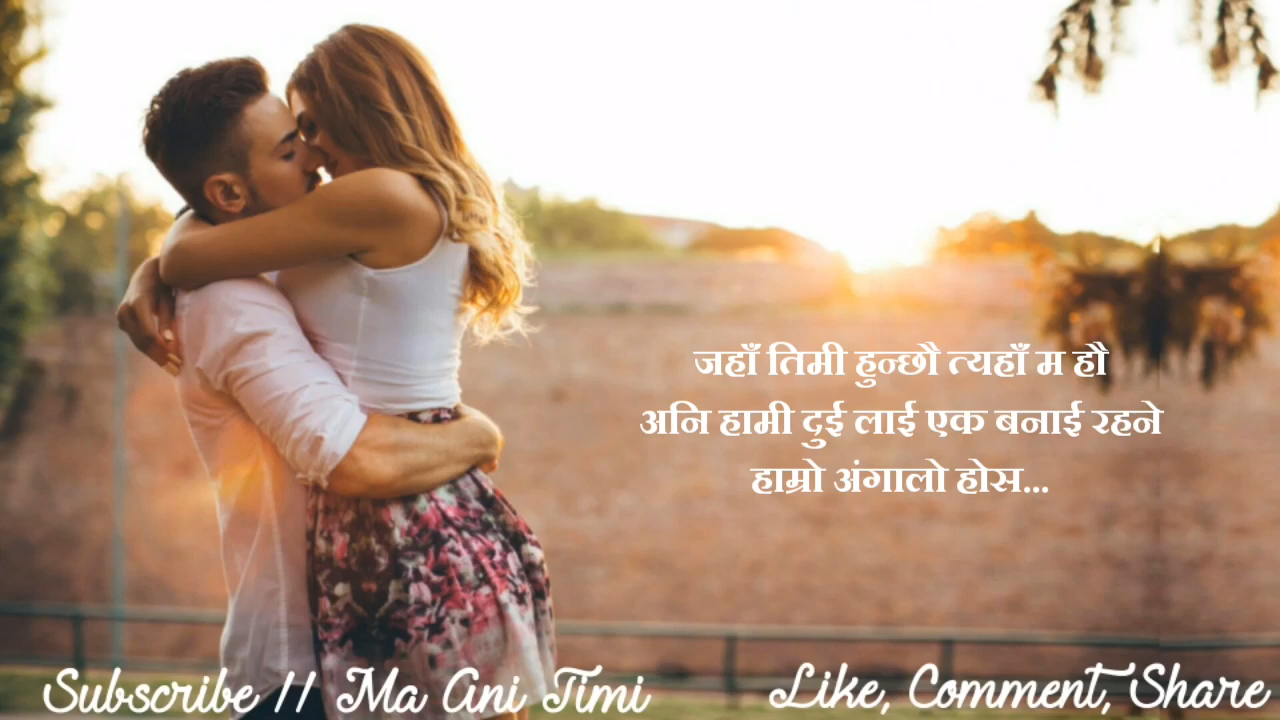 जहाँ तिमी हुन्छौ त्यहाँ म हौ
अनि हामी दुई लाई एक बनाई रहने
हाम्रो अंगालो होस...
Subscribe // Ma Ani Timi
Like, Comment, Share